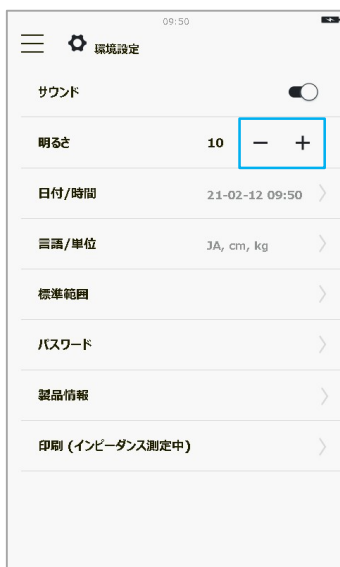 09:50
環境設定
サウンド
明るさ 10 − +
日付/時間 21-02-12 09:50
言語/単位 JA, cm, kg
標準範囲
パスワード
製品情報
印刷 (インピーダンス測定中)